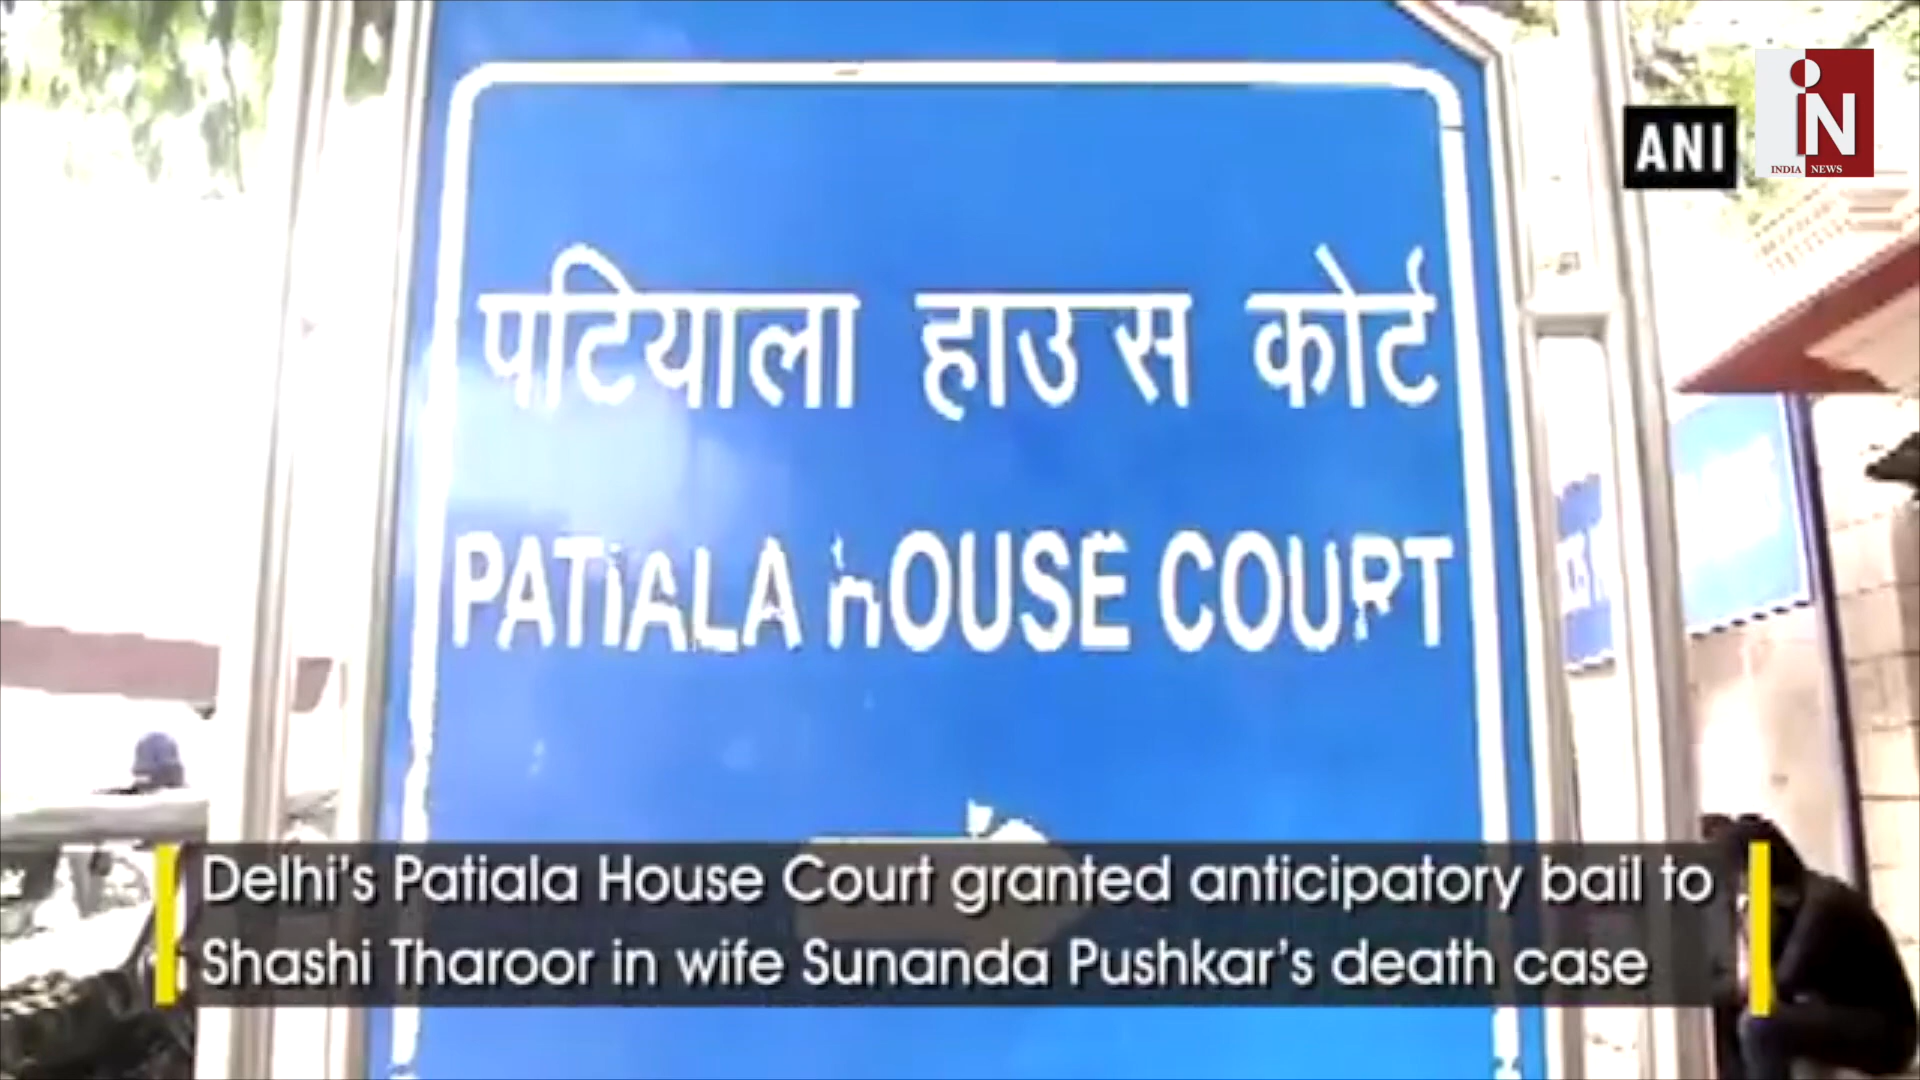 ANI
iN
INDIA NEWS
पटियाला हाउस कोर्ट
PATIALA HOUSE COURT
Delhi's Patiala House Court granted anticipatory bail to
Shashi Tharoor in wife Sunanda Pushkar's death case